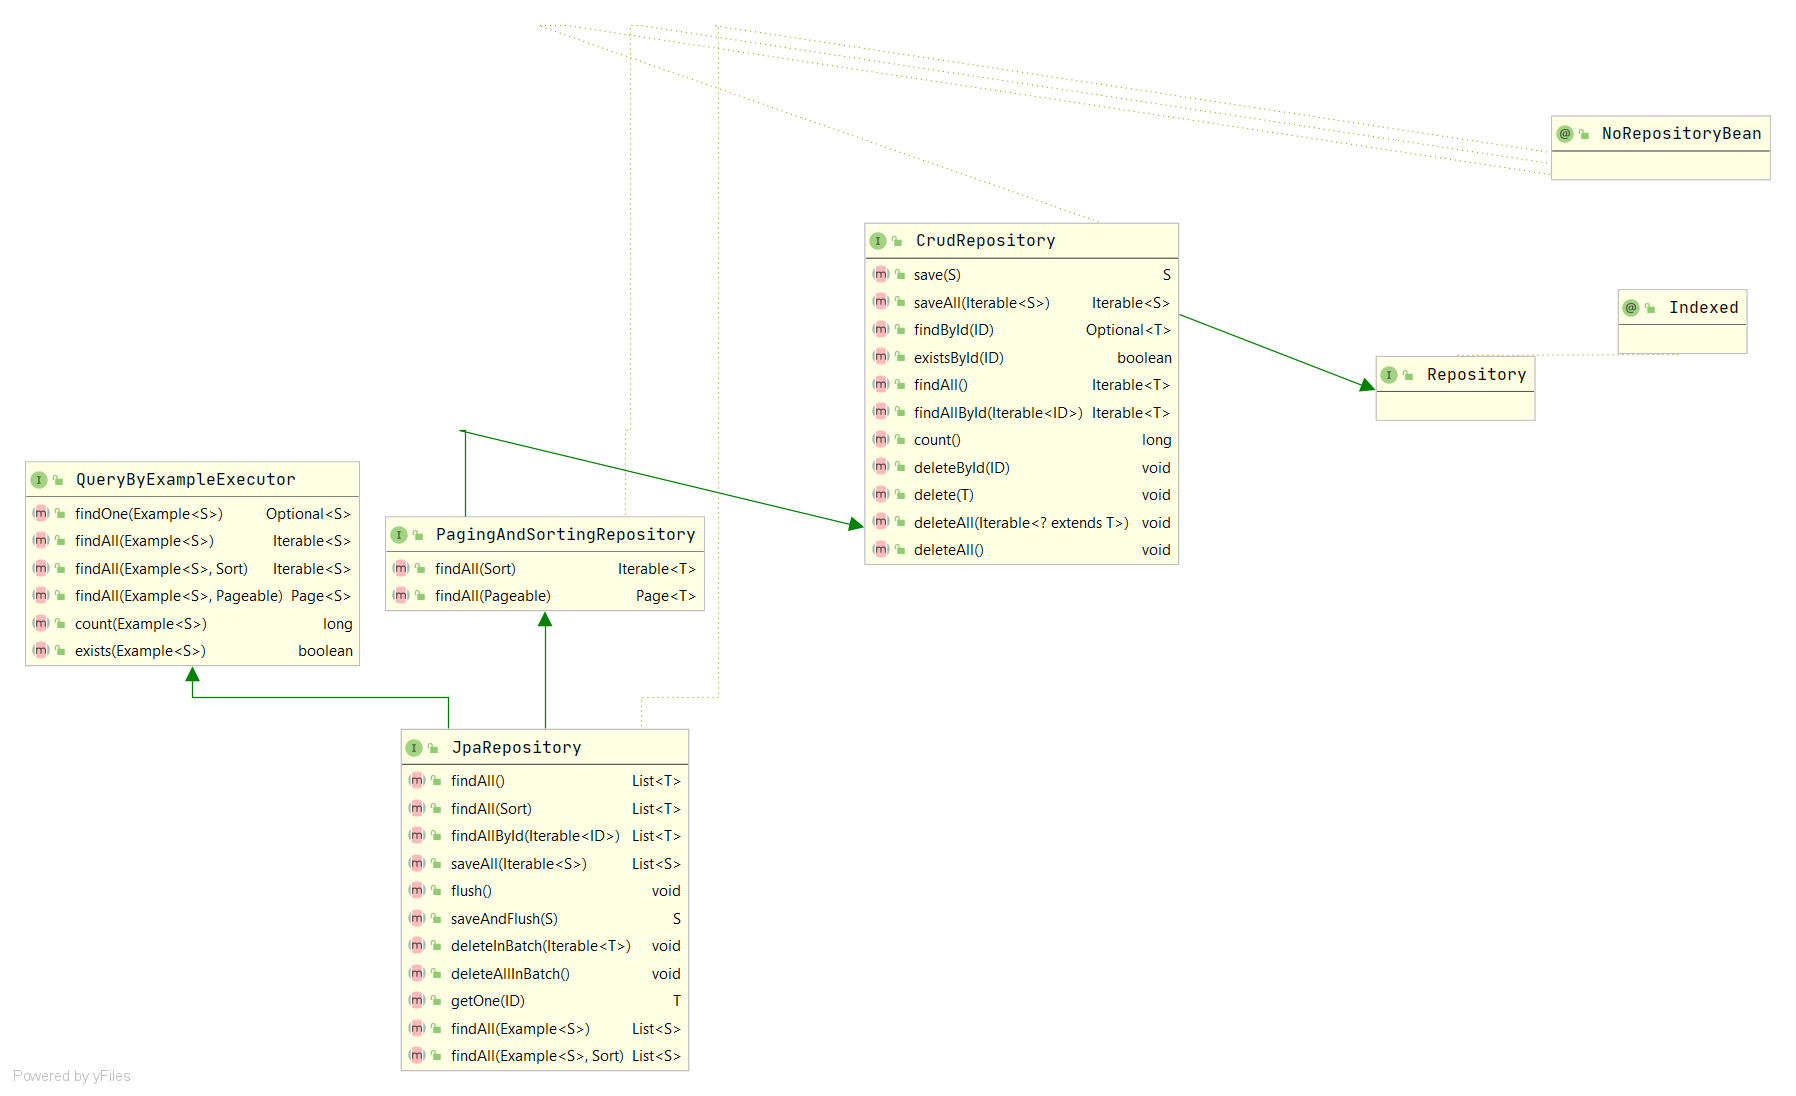 @ NoRepositoryBean
I CrudRepository
m save(S) S
m saveAll(Iterable<S>) Iterable<S>
m findById(ID) Optional<T>
m existsById(ID) boolean
m findAll() Iterable<T>
m findAllById(Iterable<ID>) Iterable<T>
m count() long
m deleteById(ID) void
m delete(T) void
m deleteAll(Iterable<? extends T>) void
m deleteAll() void
@ Indexed
I Repository
I QueryByExampleExecutor
m findOne(Example<S>) Optional<S>
m findAll(Example<S>) Iterable<S>
m findAll(Example<S>, Sort) Iterable<S>
m findAll(Example<S>, Pageable) Page<S>
m count(Example<S>) long
m exists(Example<S>) boolean
I PagingAndSortingRepository
m findAll(Sort) Iterable<T>
m findAll(Pageable) Page<T>
I JpaRepository
m findAll() List<T>
m findAll(Sort) List<T>
m findAllById(Iterable<ID>) List<T>
m saveAll(Iterable<S>) List<S>
m flush() void
m saveAndFlush(S) S
m deleteInBatch(Iterable<T>) void
m deleteAllInBatch() void
m getOne(ID) T
m findAll(Example<S>) List<S>
m findAll(Example<S>, Sort) List<S>
Powered by yFiles